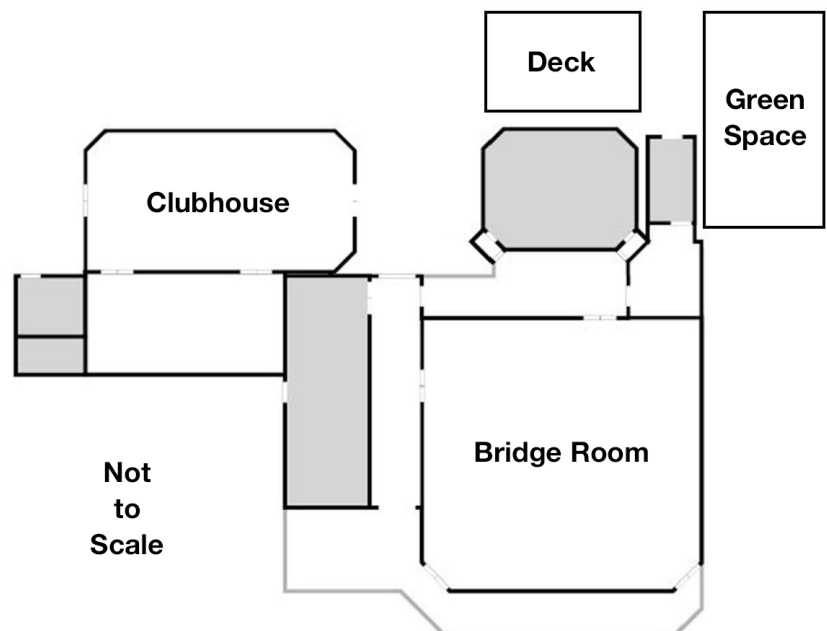 Deck
Green
Space
Clubhouse
Bridge Room
Not
to
Scale